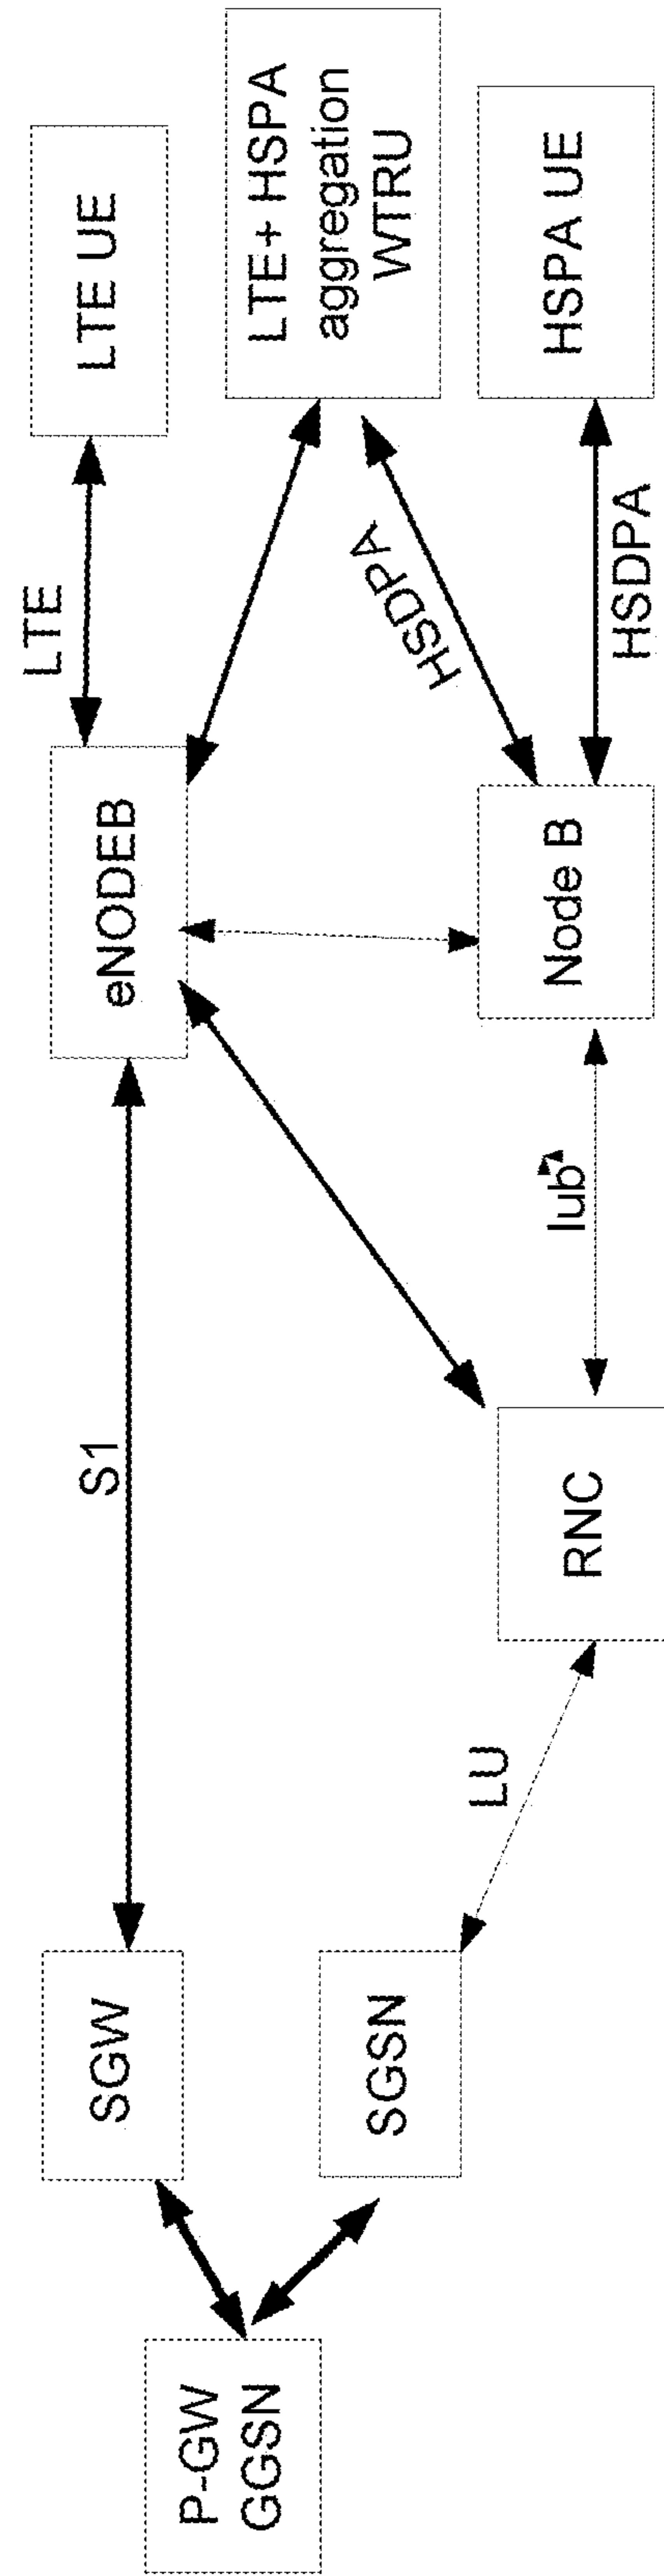 P-GW
GGSN
SGW
SGSN
S1
LU
RNC
Iub
eNODEB
Node B
LTE
HSDPA
HSDPA
LTE UE
LTE+ HSPA
aggregation
WTRU
HSPA UE